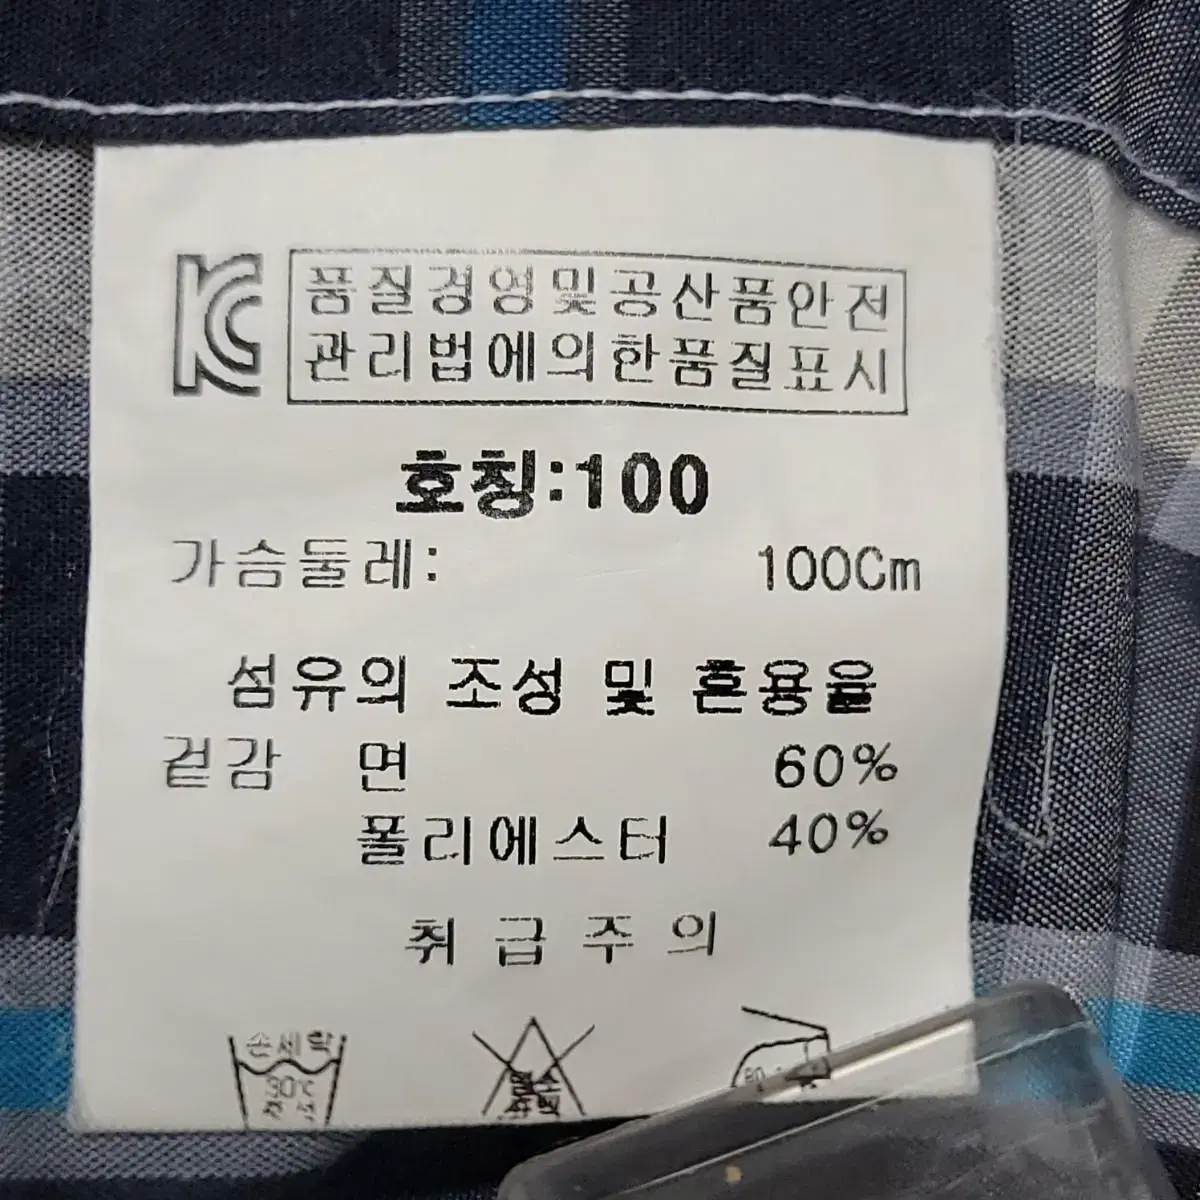 KC
품질경영및공산품안전
관리법에의한품질표시
호칭:100
가슴둘레: 100Cm
섬유의 조성 및 혼용율
겉감 면 60%
폴리에스터 40%
취급주의
손세탁
30℃